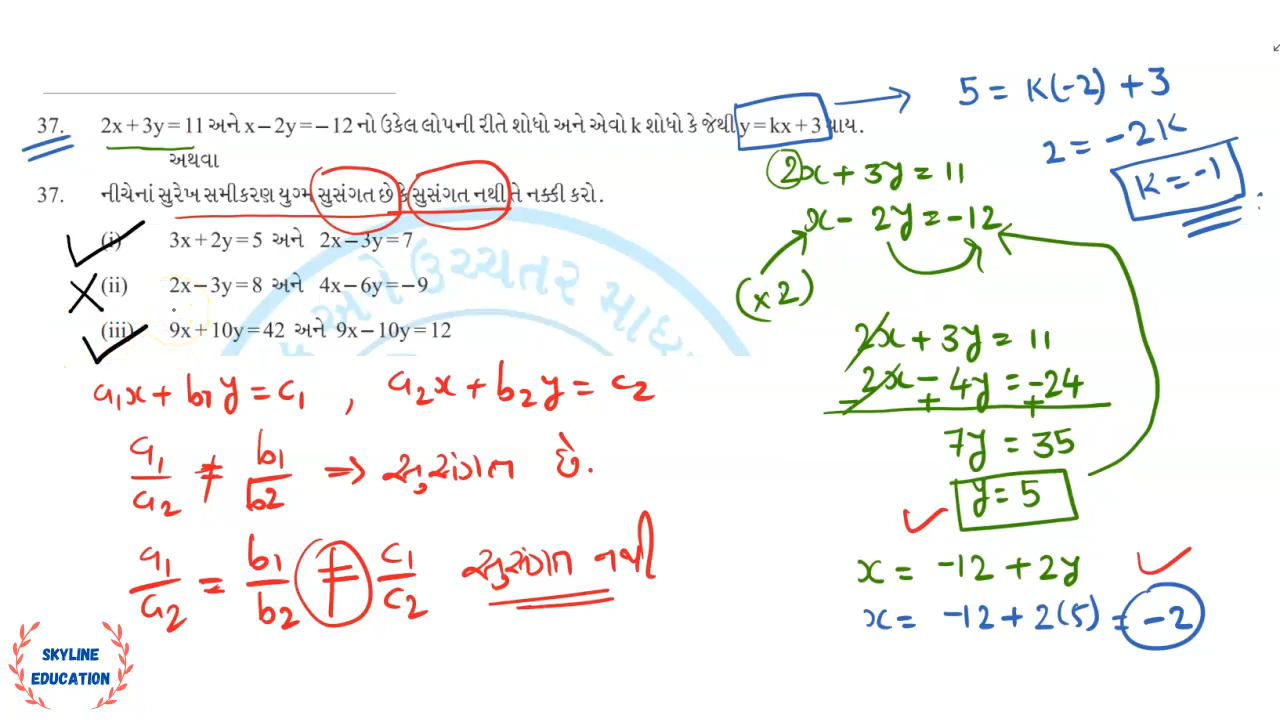 37. 2x + 3y = 11 અને x – 2y = – 12 નો ઉકેલ લોપની રીતે શોધો અને એવો k શોધો કે જેથી y = kx + 3 થાય.
અથવા
37. નીચેનાં સુરેખ સમીકરણ યુગ્મ સુસંગત છે કે સુસંગત નથી તે નક્કી કરો.
(i) 3x + 2y = 5 અને 2x – 3y = 7
(ii) 2x – 3y = 8 અને 4x – 6y = – 9
(iii) 9x + 10y = 42 અને 9x – 10y = 12
અને ઉચ્ચતર માધ્ય
a₁x + b₁y = c₁ , a₂x + b₂y = c₂
a₁/a₂ ≠ b₁/b₂ ⇒ સુસંગત છે.
a₁/a₂ = b₁/b₂ ≠ c₁/c₂ સુસંગત નથી
5 = k(-2) + 3
2 = -2k
k = -1
2x + 3y = 11
x - 2y = -12
(x2)
2x + 3y = 11
2x - 4y = -24
- + +
7y = 35
y = 5
x = -12 + 2y
x = -12 + 2(5) = -2
SKYLINE
EDUCATION